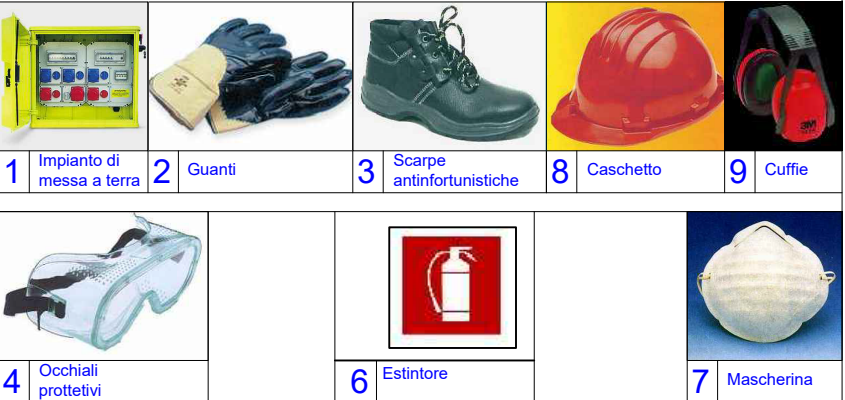 3M
1 Impianto di
messa a terra
2 Guanti
3 Scarpe
antinfortunistiche
8 Caschetto
9 Cuffie
4 Occhiali
prottetivi
6 Estintore
7 Mascherina